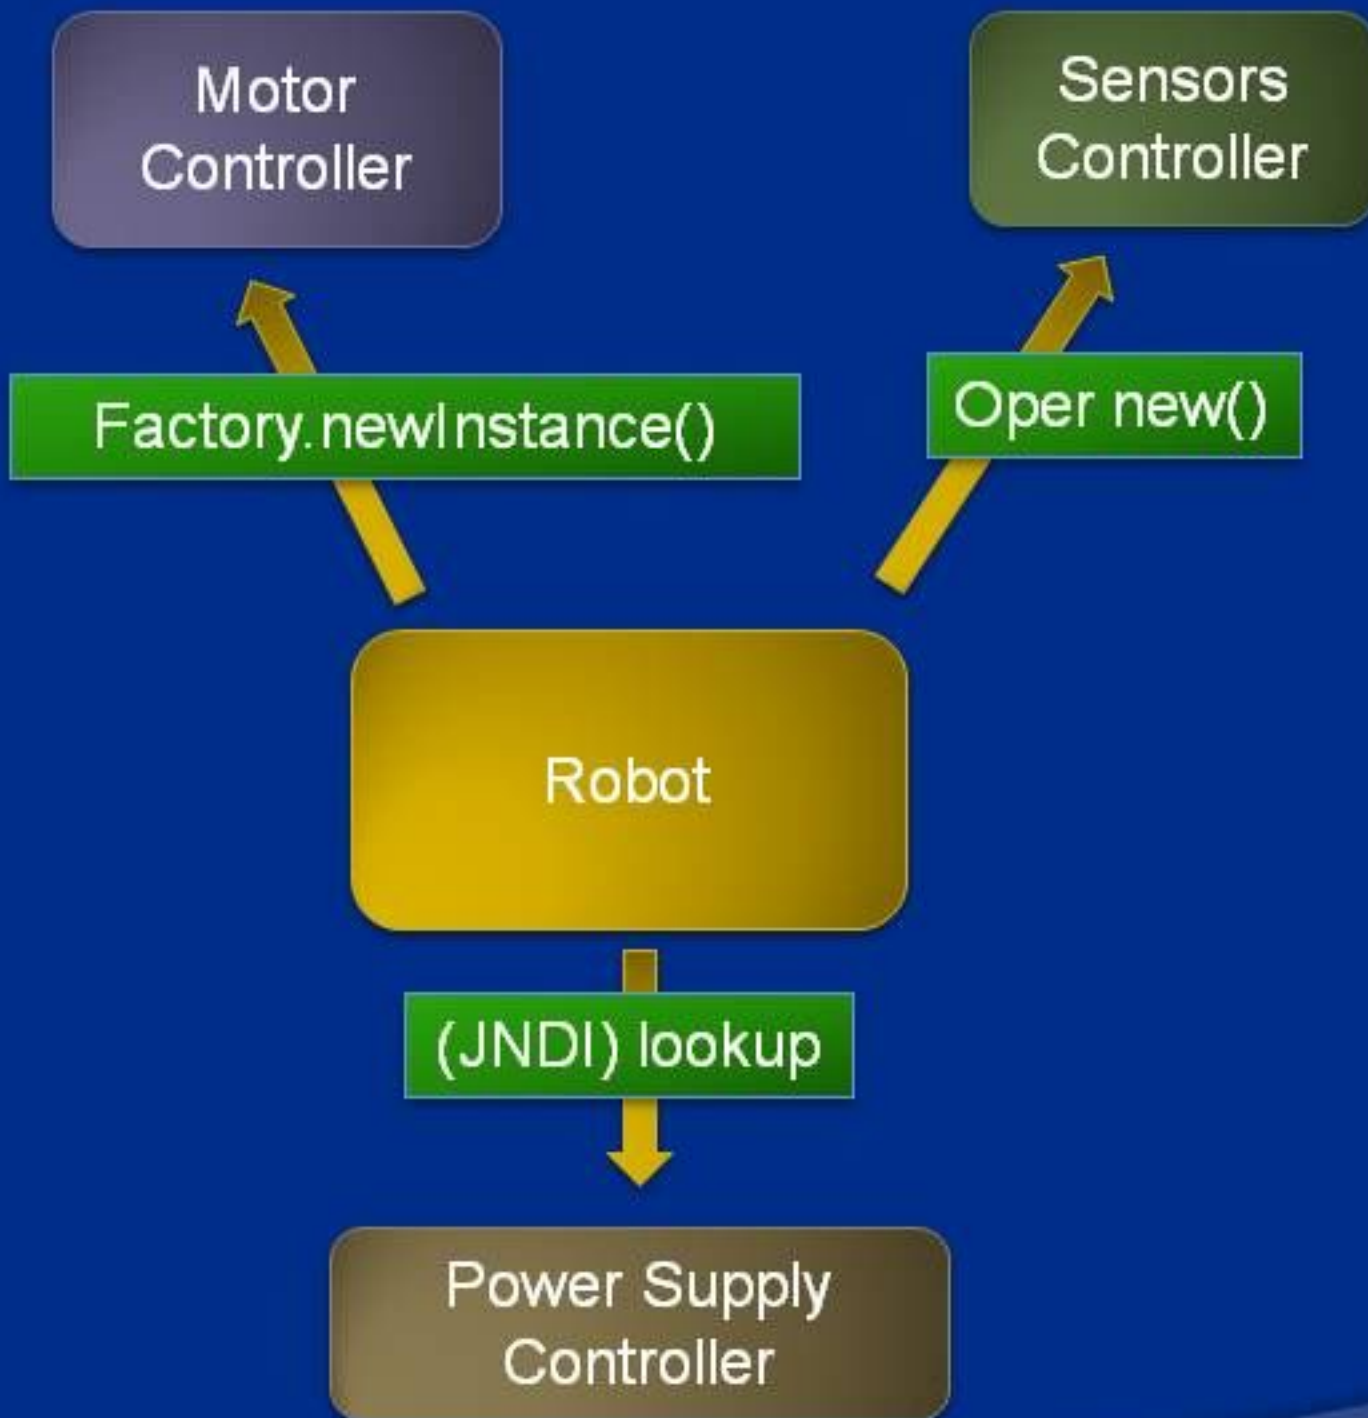 Motor
Controller
Sensors
Controller
Factory.newInstance()
Oper new()
Robot
(JNDI) lookup
Power Supply
Controller